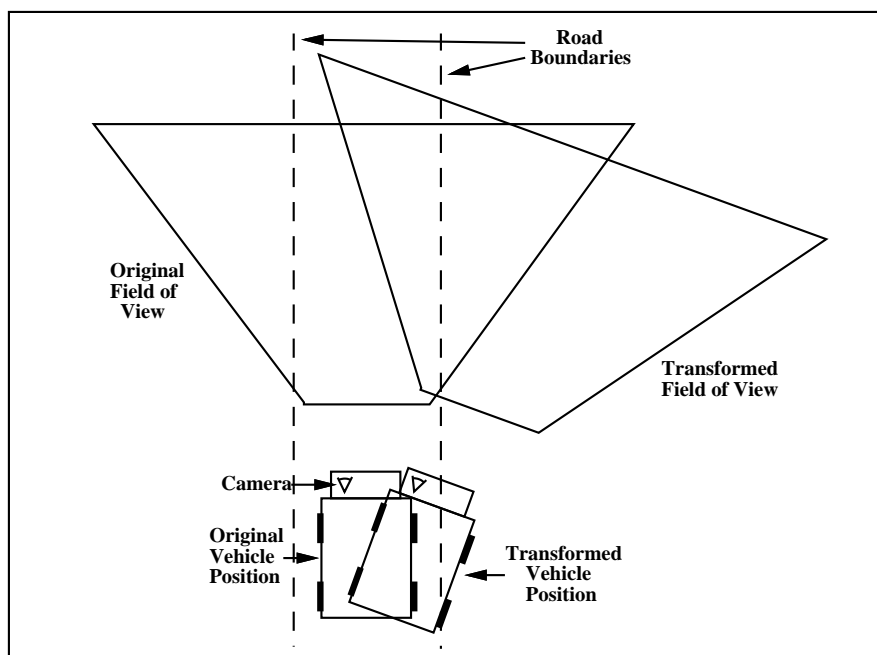 Road
Boundaries
Original
Field of
View
Transformed
Field of View
Camera
Original
Vehicle
Position
Transformed
Vehicle
Position